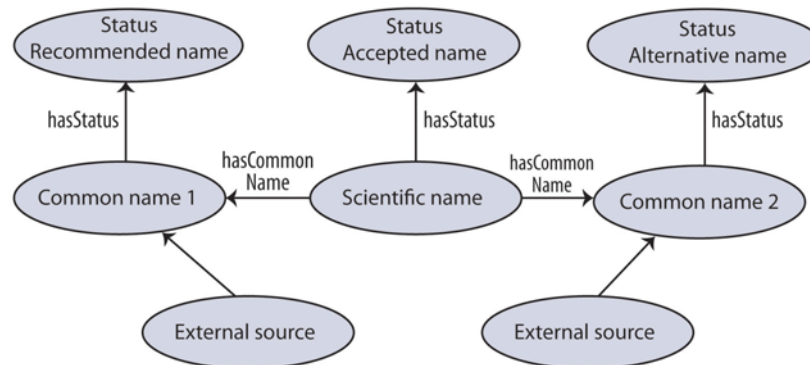 Status
Recommended name
Status
Accepted name
Status
Alternative name
hasStatus
hasStatus
hasStatus
hasCommon
Name
hasCommon
Name
Common name 1
Scientific name
Common name 2
External source
External source